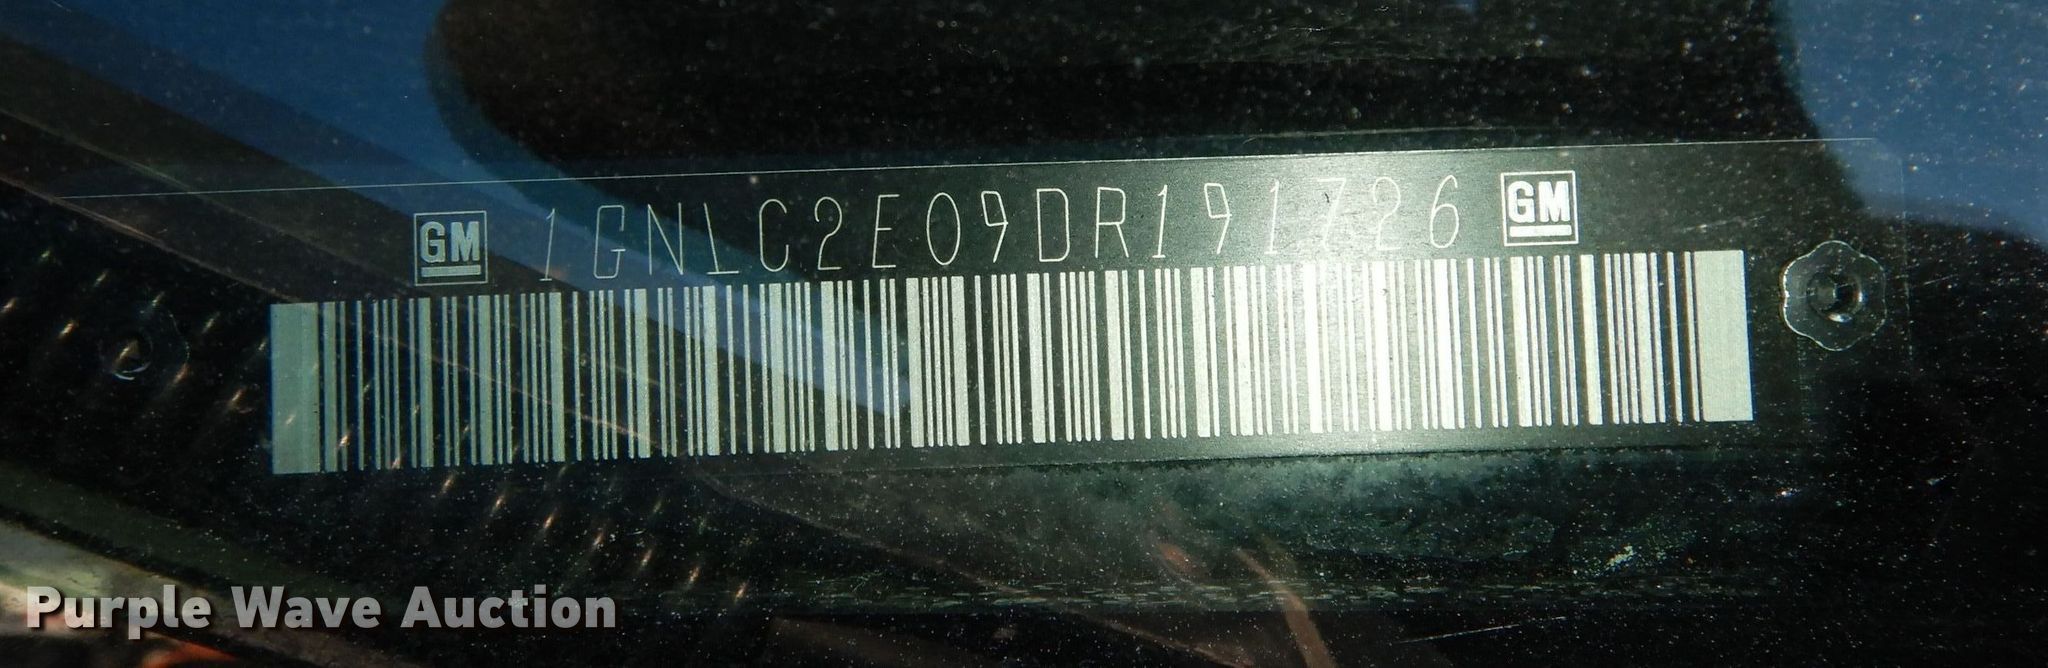 GM 1GNLC2E09DR191726 GM
Purple Wave Auction